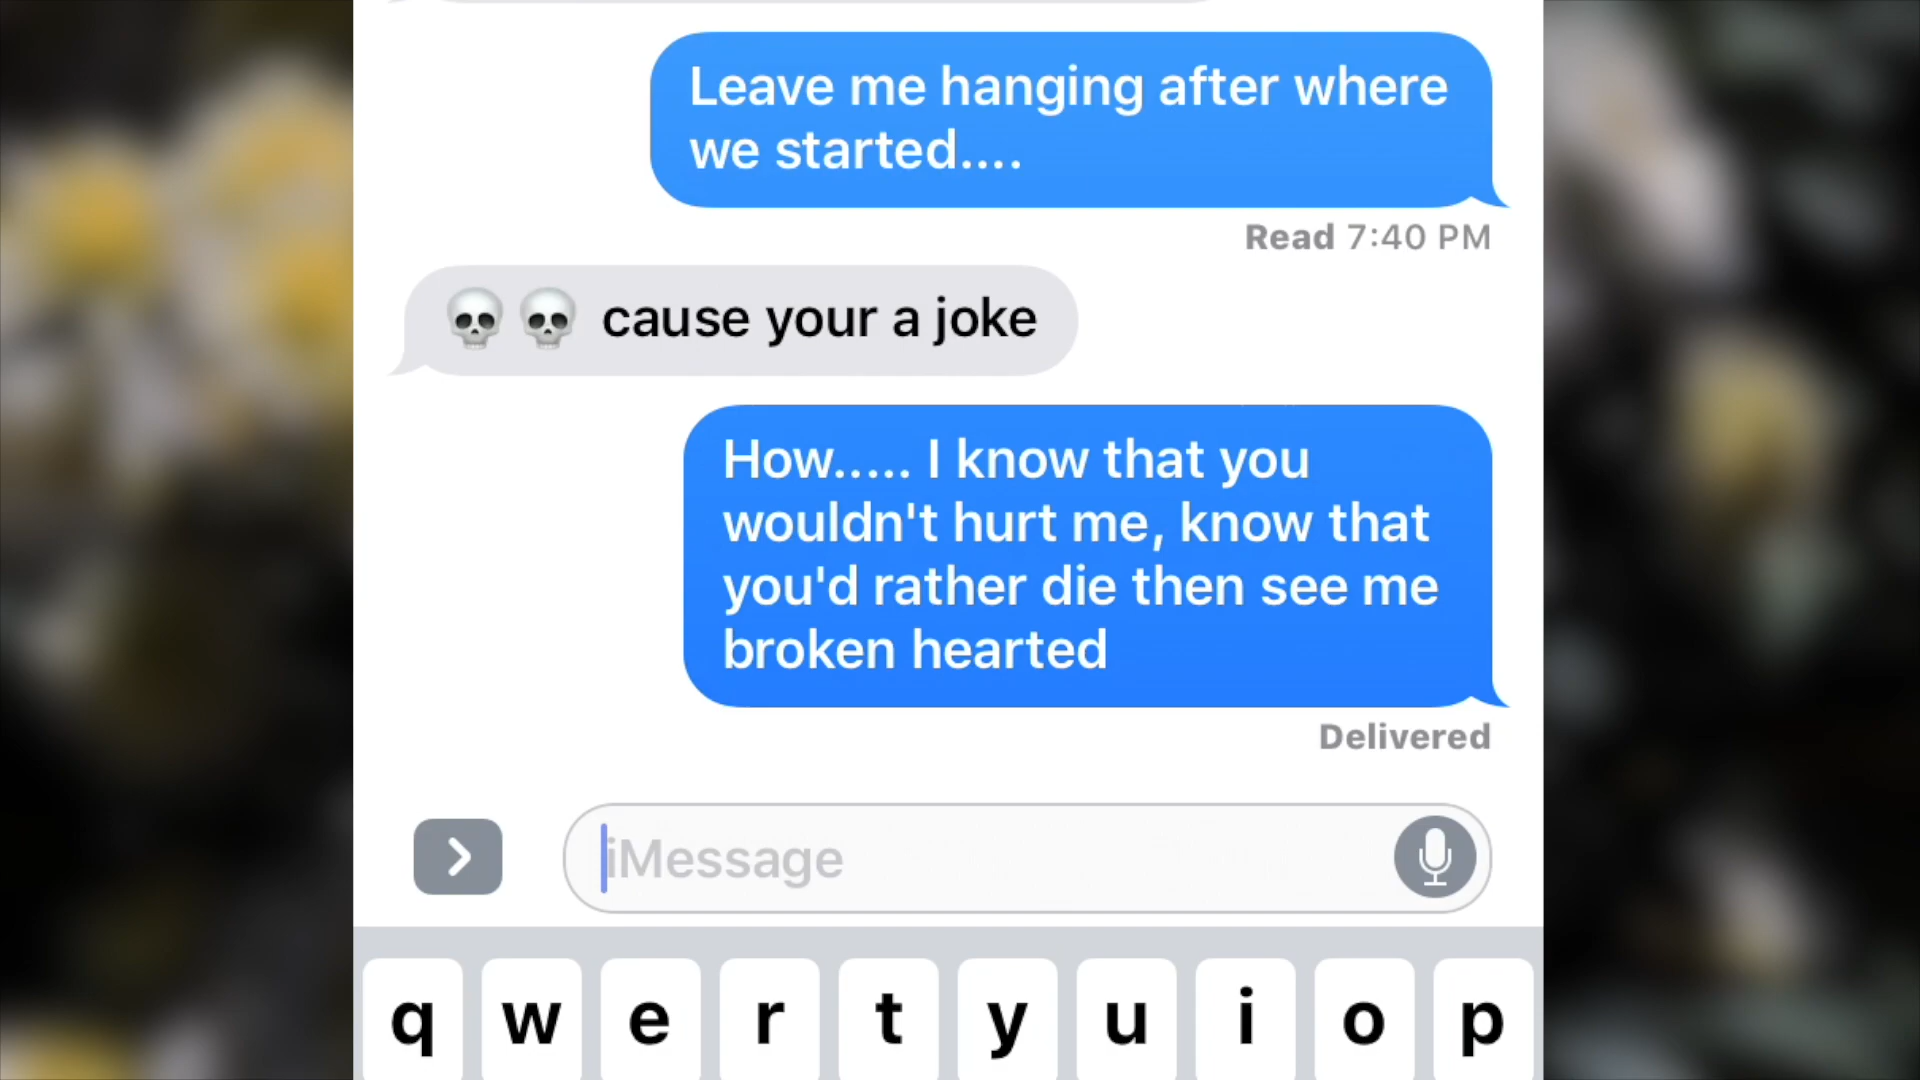 Leave me hanging after where
we started....
Read 7:40 PM
💀💀 cause your a joke
How..... I know that you
wouldn't hurt me, know that
you'd rather die then see me
broken hearted
Delivered
iMessage
q w e r t y u i o p